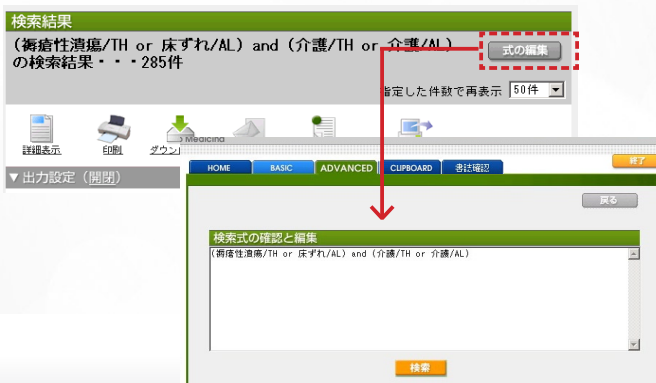 検索結果
(褥瘡性潰瘍/TH or 床ずれ/AL) and (介護/TH or 介護/AL)
の検索結果・・・285件
式の編集
指定した件数で再表示 50件
詳細表示 印刷 ダウンロ
Medicina
▼出力設定 (開閉)
HOME BASIC ADVANCED CLIPBOARD 書誌確認 終了
戻る
検索式の確認と編集
(褥瘡性潰瘍/TH or 床ずれ/AL) and (介護/TH or 介護/AL)
検索